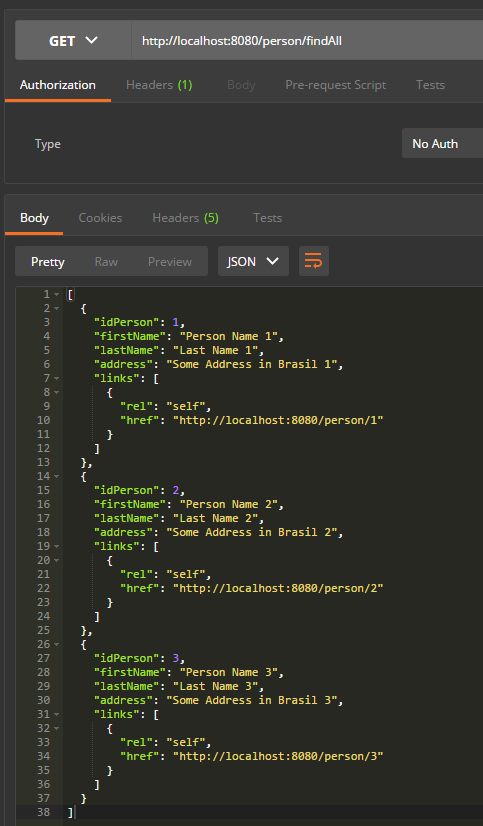 GET http://localhost:8080/person/findAll
Authorization Headers (1) Body Pre-request Script Tests
Type No Auth
Body Cookies Headers (5) Tests
Pretty Raw Preview JSON
1 [
2 {
3 "idPerson": 1,
4 "firstName": "Person Name 1",
5 "lastName": "Last Name 1",
6 "address": "Some Address in Brasil 1",
7 "links": [
8 {
9 "rel": "self",
10 "href": "http://localhost:8080/person/1"
11 }
12 ]
13 },
14 {
15 "idPerson": 2,
16 "firstName": "Person Name 2",
17 "lastName": "Last Name 2",
18 "address": "Some Address in Brasil 2",
19 "links": [
20 {
21 "rel": "self",
22 "href": "http://localhost:8080/person/2"
23 }
24 ]
25 },
26 {
27 "idPerson": 3,
28 "firstName": "Person Name 3",
29 "lastName": "Last Name 3",
30 "address": "Some Address in Brasil 3",
31 "links": [
32 {
33 "rel": "self",
34 "href": "http://localhost:8080/person/3"
35 }
36 ]
37 }
38 ]